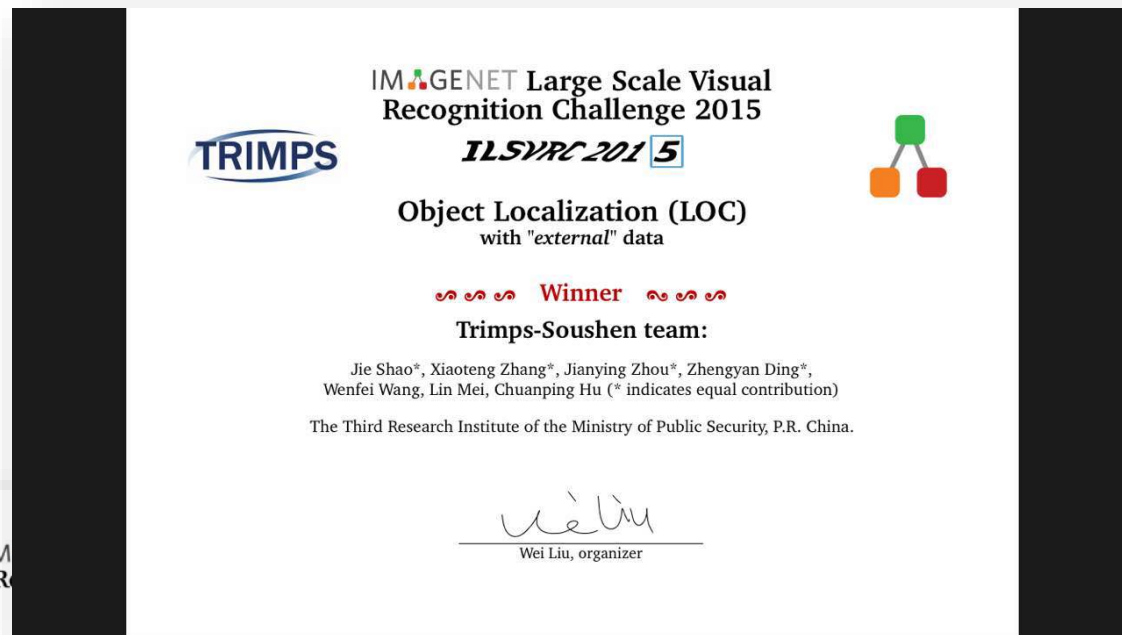 IMAGENET Large Scale Visual
Recognition Challenge 2015
TRIMPS
ILSVRC 2015
Object Localization (LOC)
with "external" data
Winner
Trimps-Soushen team:
Jie Shao*, Xiaoteng Zhang*, Jianying Zhou*, Zhengyan Ding*,
Wenfei Wang, Lin Mei, Chuanping Hu (* indicates equal contribution)
The Third Research Institute of the Ministry of Public Security, P.R. China.
Wei Liu
Wei Liu, organizer